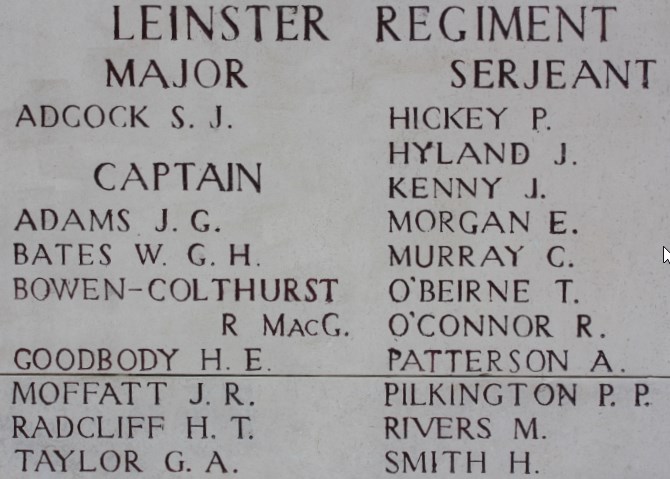 LEINSTER REGIMENT
MAJOR
ADCOCK S. J.
CAPTAIN
ADAMS J. G.
BATES W. G. H.
BOWEN-COLTHURST
R MACG.
GOODBODY H. E.
MOFFATT J. R.
RADCLIFF H. T.
TAYLOR G. A.
SERJEANT
HICKEY P.
HYLAND J.
KENNY J.
MORGAN E.
MURRAY C.
O'BEIRNE T.
O'CONNOR R.
PATTERSON A.
PILKINGTON P. P.
RIVERS M.
SMITH H.